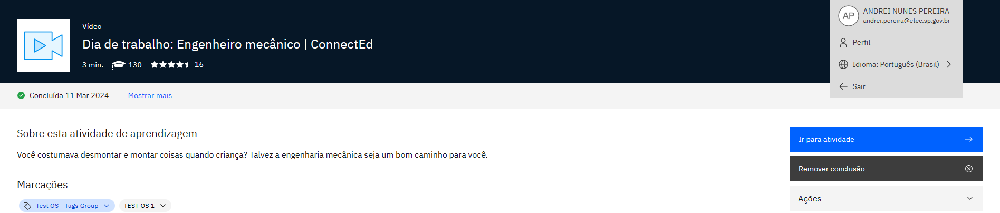 Vídeo
Dia de trabalho: Engenheiro mecânico | ConnectEd
3 min. 130 16
AP
ANDREI NUNES PEREIRA
andrei.pereira@etec.sp.gov.br
Perfil
Idioma: Português (Brasil)
Sair
Concluída 11 Mar 2024 Mostrar mais
Sobre esta atividade de aprendizagem
Você costumava desmontar e montar coisas quando criança? Talvez a engenharia mecânica seja um bom caminho para você.
Marcações
Test OS - Tags Group TEST OS 1
Ir para atividade
Remover conclusão
Ações